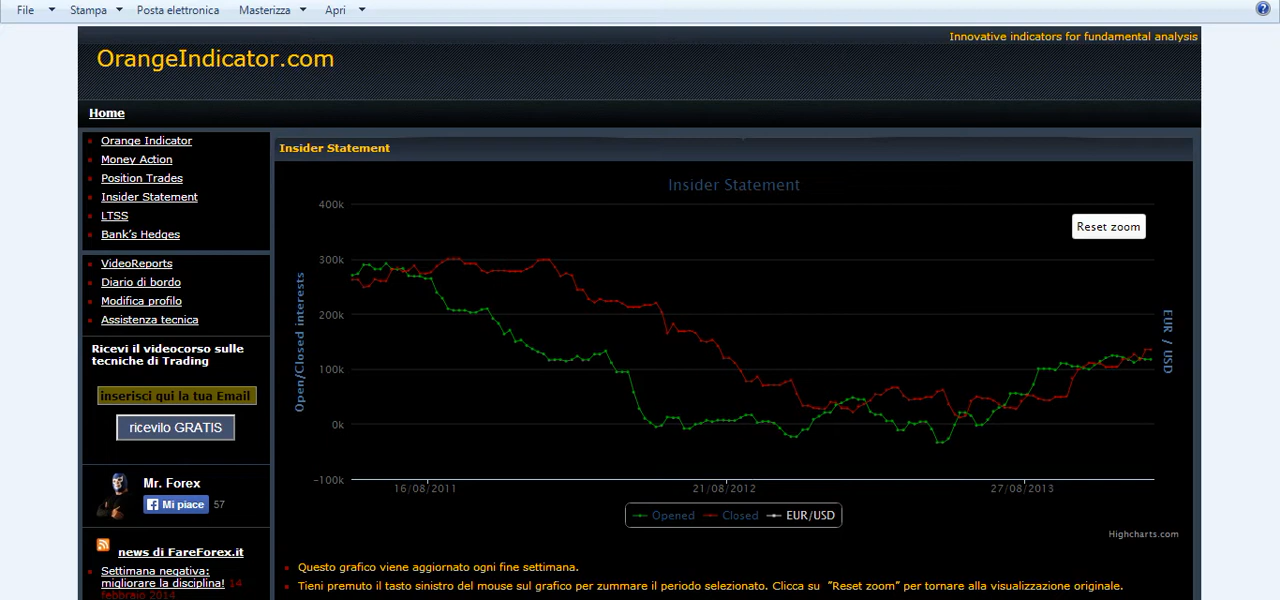 File Stampa Posta elettronica Masterizza Apri
Innovative indicators for fundamental analysis
OrangeIndicator.com
Home
Orange Indicator
Money Action
Position Trades
Insider Statement
LTSS
Bank's Hedges
VideoReports
Diario di bordo
Modifica profilo
Assistenza tecnica
Ricevi il videocorso sulle
tecniche di Trading
inserisci qui la tua Email
ricevilo GRATIS
Mr. Forex
Mi piace 57
news di FareForex.it
Settimana negativa:
migliorare la disciplina! 14
febbraio 2014
Insider Statement
Insider Statement
Reset zoom
400k
300k
200k
100k
0k
-100k
Open/Closed interests
EUR / USD
16/08/2011 21/08/2012 27/08/2013
Opened Closed EUR/USD
Highcharts.com
Questo grafico viene aggiornato ogni fine settimana.
Tieni premuto il tasto sinistro del mouse sul grafico per zummare il periodo selezionato. Clicca su "Reset zoom" per tornare alla visualizzazione originale.